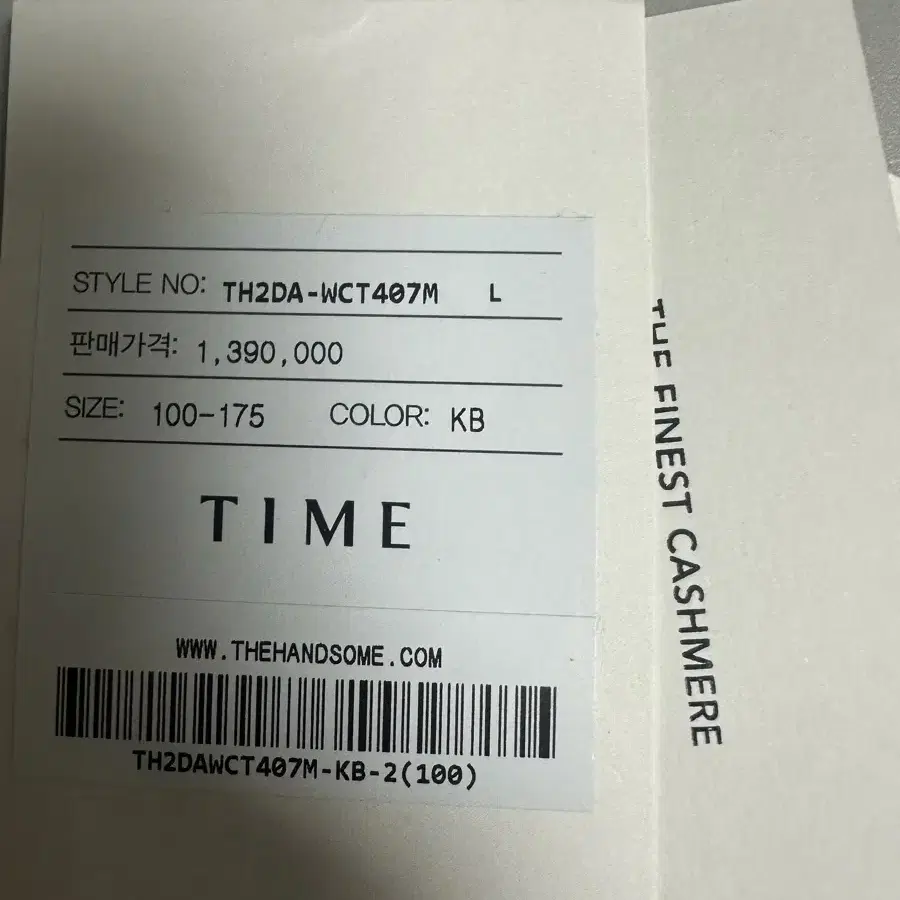 STYLE NO: TH2DA-WCT407M L
판매가격: 1,390,000
SIZE: 100-175 COLOR: KB
TIME
WWW.THEHANDSOME.COM
TH2DAWCT407M-KB-2(100)
THE FINEST CASHMERE